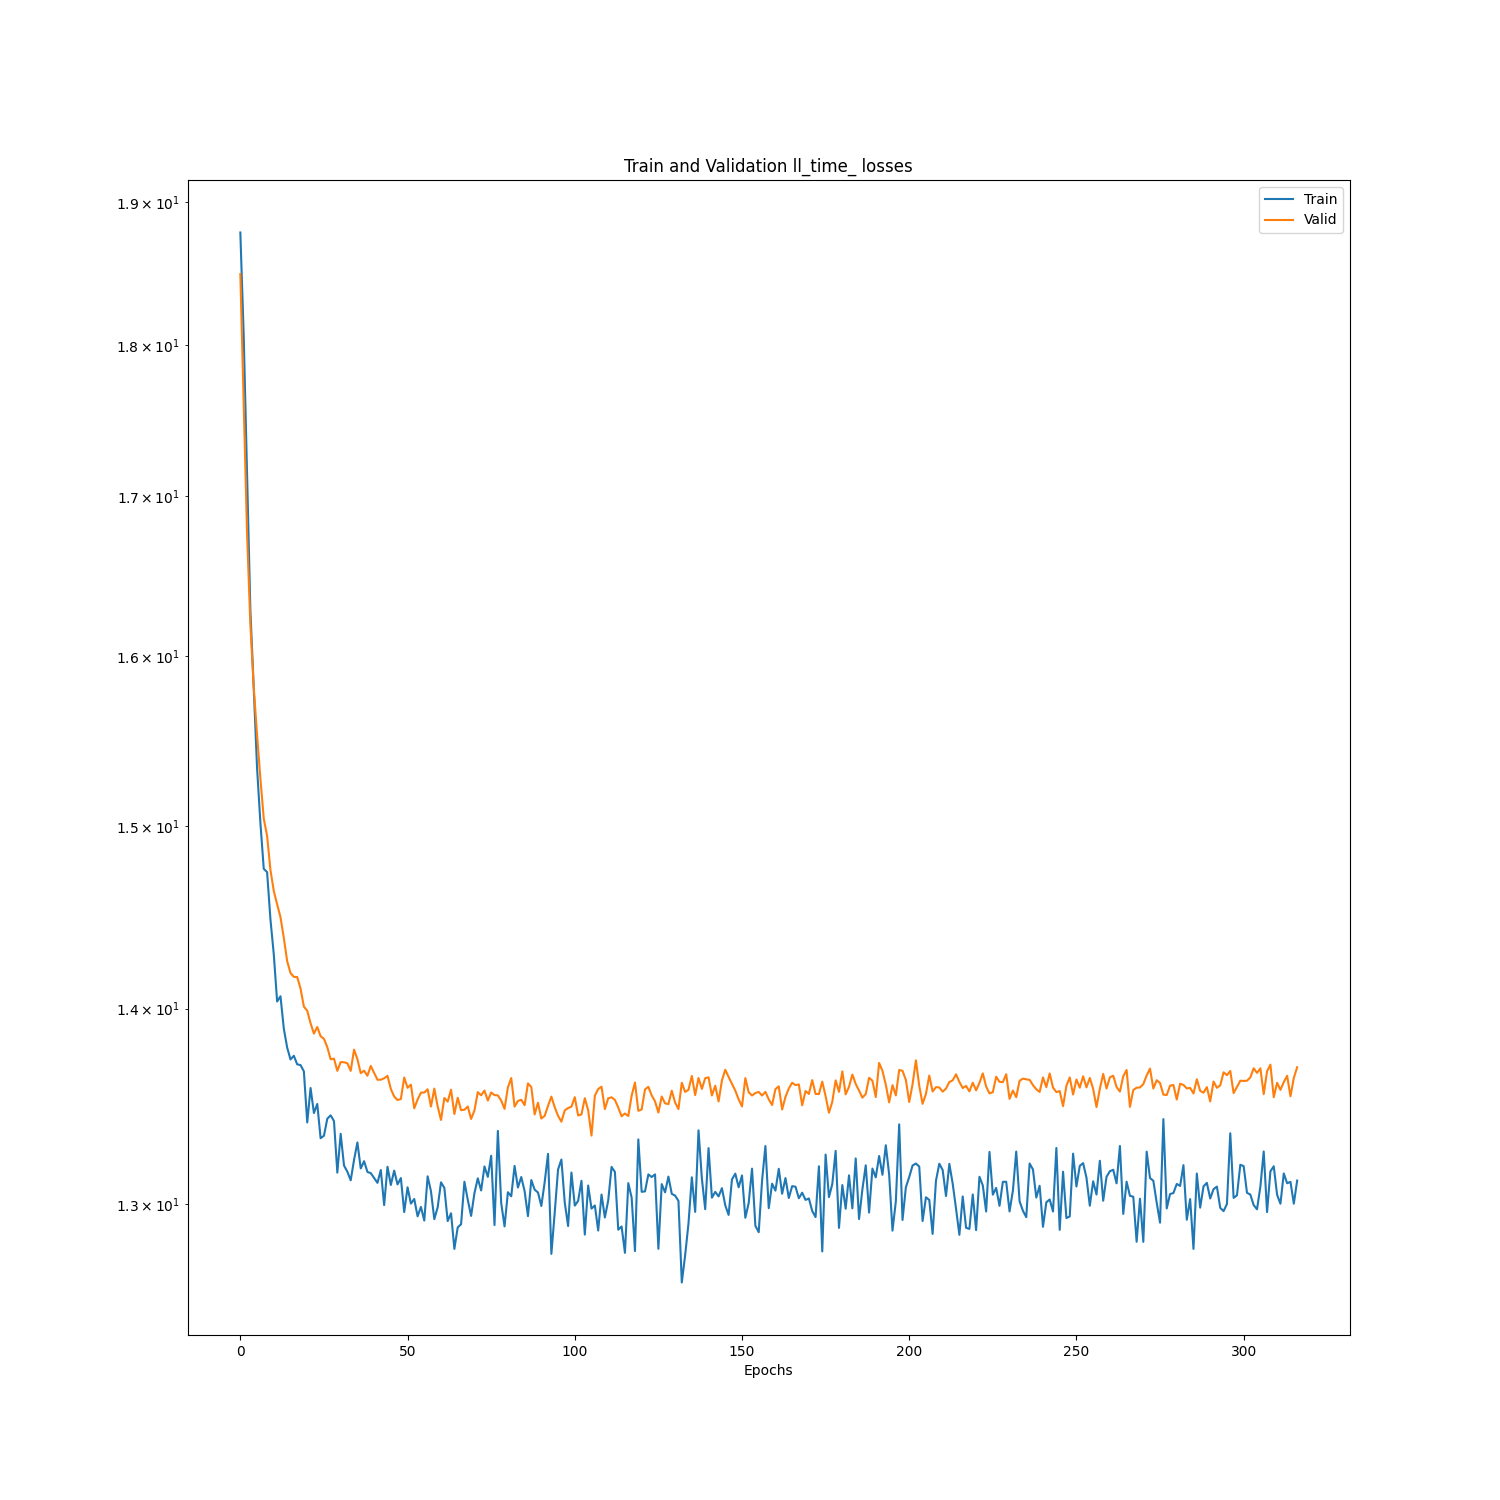 Train and Validation ll_time_ losses
1.9 × 10¹
1.8 × 10¹
1.7 × 10¹
1.6 × 10¹
1.5 × 10¹
1.4 × 10¹
1.3 × 10¹
Train
Valid
0 50 100 150 200 250 300
Epochs